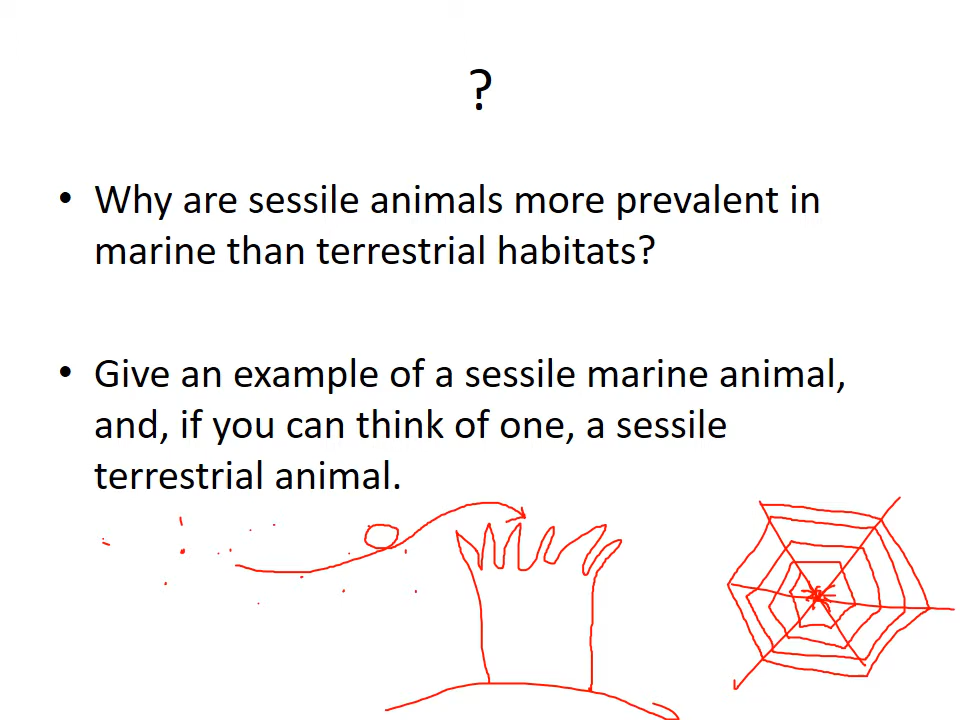 ?
• Why are sessile animals more prevalent in
marine than terrestrial habitats?
• Give an example of a sessile marine animal,
and, if you can think of one, a sessile
terrestrial animal.